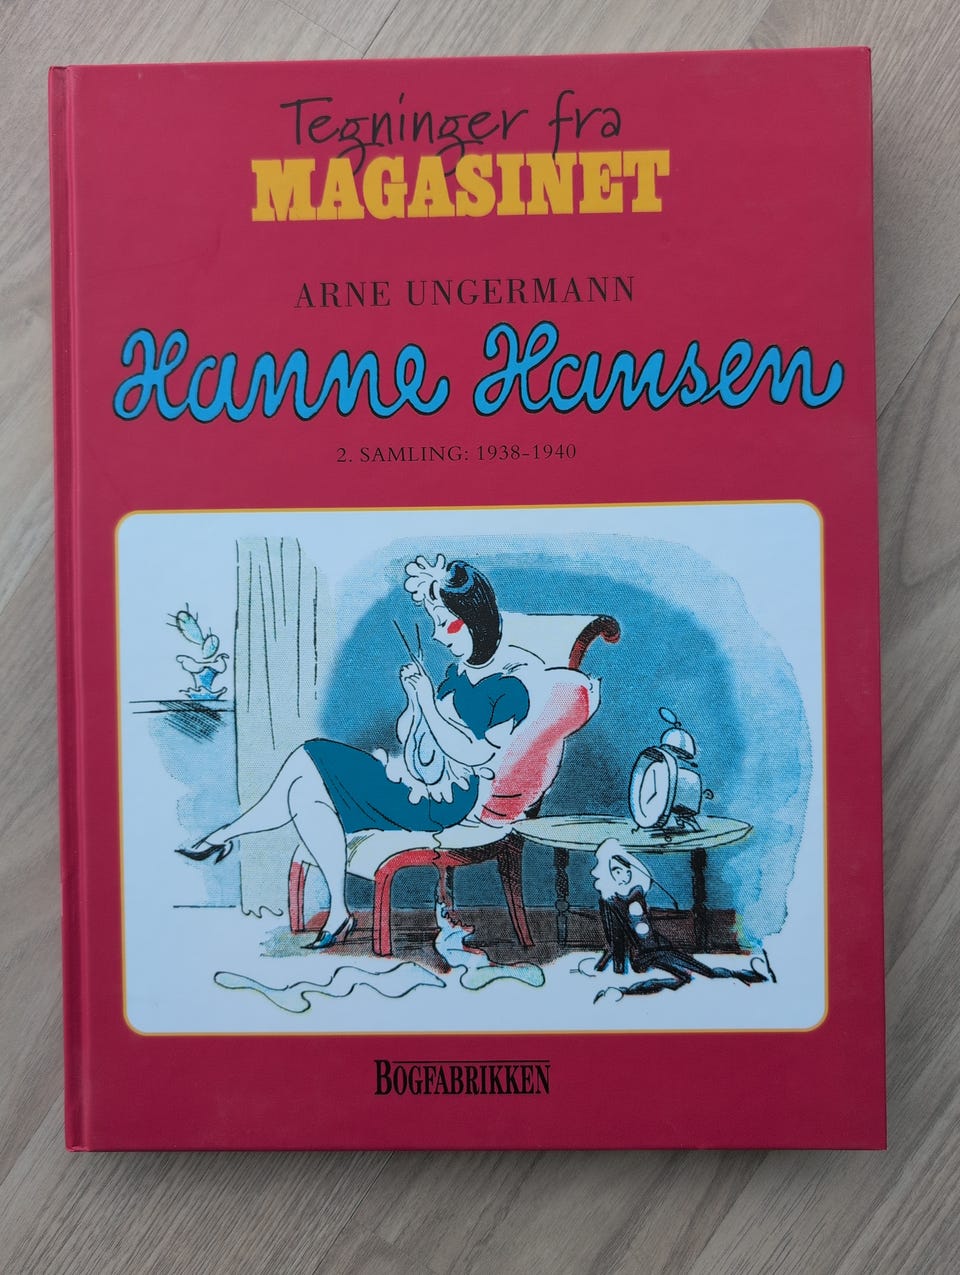 Tegninger fra
MAGASINET
ARNE UNGERMANN
Hanne Hansen
2. SAMLING: 1938-1940
BOGFABRIKKEN